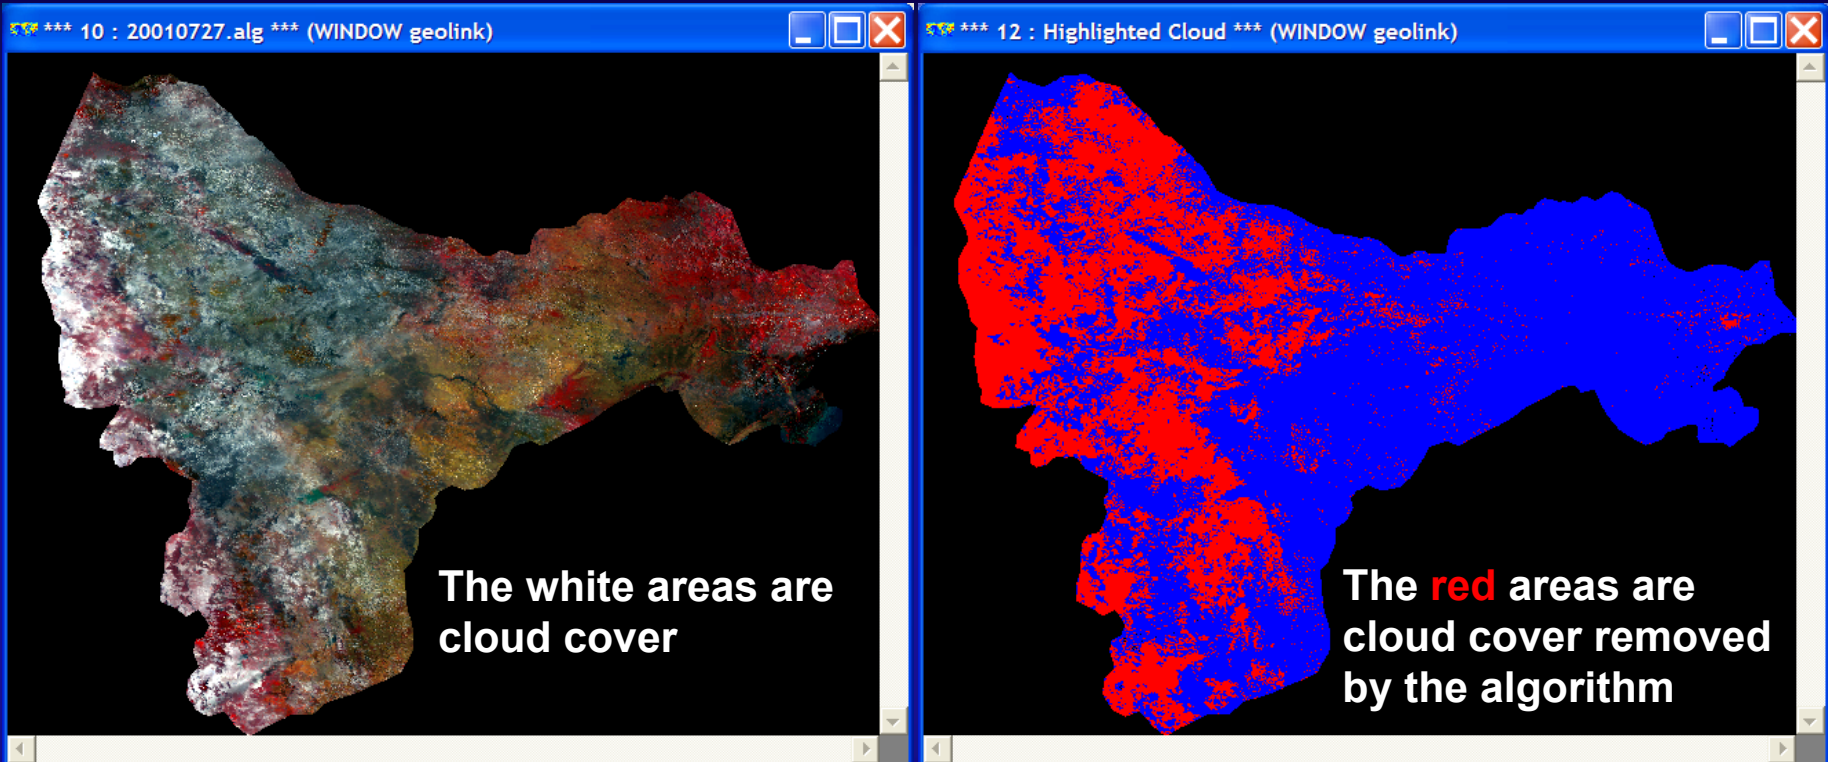 *** 10 : 20010727.alg *** (WINDOW geolink)
*** 12 : Highlighted Cloud *** (WINDOW geolink)
The white areas are
cloud cover
The red areas are
cloud cover removed
by the algorithm